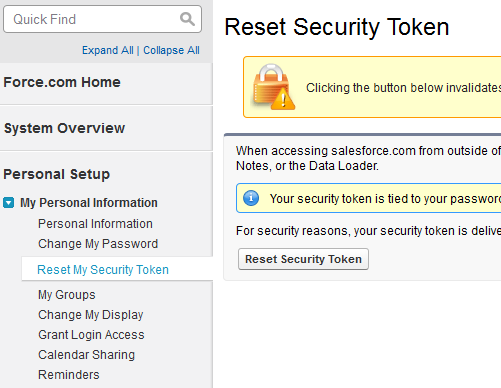 Quick Find
Expand All | Collapse All
Force.com Home
System Overview
Personal Setup
My Personal Information
Personal Information
Change My Password
Reset My Security Token
My Groups
Change My Display
Grant Login Access
Calendar Sharing
Reminders
Reset Security Token
Clicking the button below invalidates
When accessing salesforce.com from outside of
Notes, or the Data Loader.
Your security token is tied to your password
For security reasons, your security token is delive
Reset Security Token